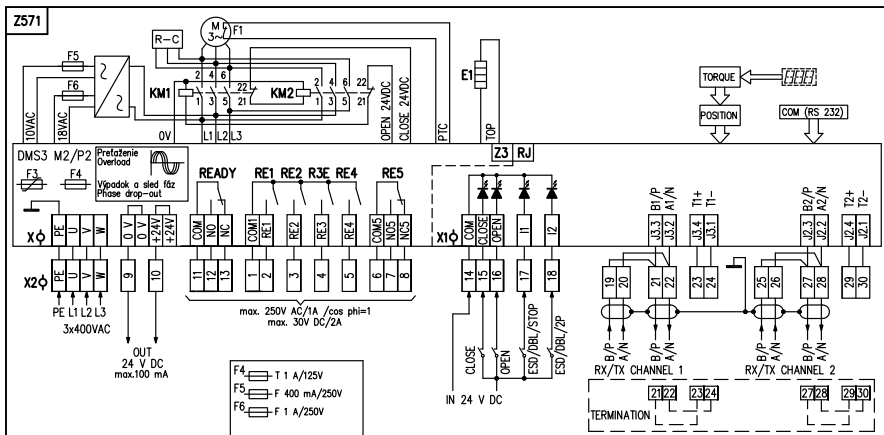 Z571
R-C
M
3~
F1
F5
F6
2 4 6 22
KM1
1 3 5 21
2 4 6 22
KM2
1 3 5 21
E1
TORQUE
POSITION
COM (RS 232)
10VAC
18VAC
0V
L1 L2 L3
OPEN 24VDC
CLOSE 24VDC
PTC
TOP
DMS3 M2/P2
F3
F4
Pretaženie
Overload
Výpadok a sled fáz
Phase drop-out
Z3 RJ
READY
RE1 RE2 R3E RE4
RE5
X
PE U V W
0 V 0 V +24V +24V
COM NO NC
COM1 RE1 RE2 RE3 RE4
COM5 NO5 NC5
X1
COM CLOSE OPEN I1 I2
B1/P A1/N T1+ T1-
J3.3 J3.2 J3.4 J3.1
B2/P A2/N T2+ T2-
J2.3 J2.2 J2.4 J2.1
X2
PE U V W
9 10
11 12 13
1 2 3 4 5
6 7 8
14 15 16 17 18
19 20 21 22 23 24
25 26 27 28 29 30
PE L1 L2 L3
3x400VAC
OUT
24 V DC
max.100 mA
max. 250V AC/1A /cos phi=1
max. 30V DC/2A
F4 T 1 A/125V
F5 F 400 mA/250V
F6 F 1 A/250V
CLOSE
OPEN
ESD/DBL/STOP
ESD/DBL/2P
IN 24 V DC
B/P A/N B/P A/N
RX/TX CHANNEL 1
B/P A/N B/P A/N
RX/TX CHANNEL 2
21 22 23 24
27 28 29 30
TERMINATION